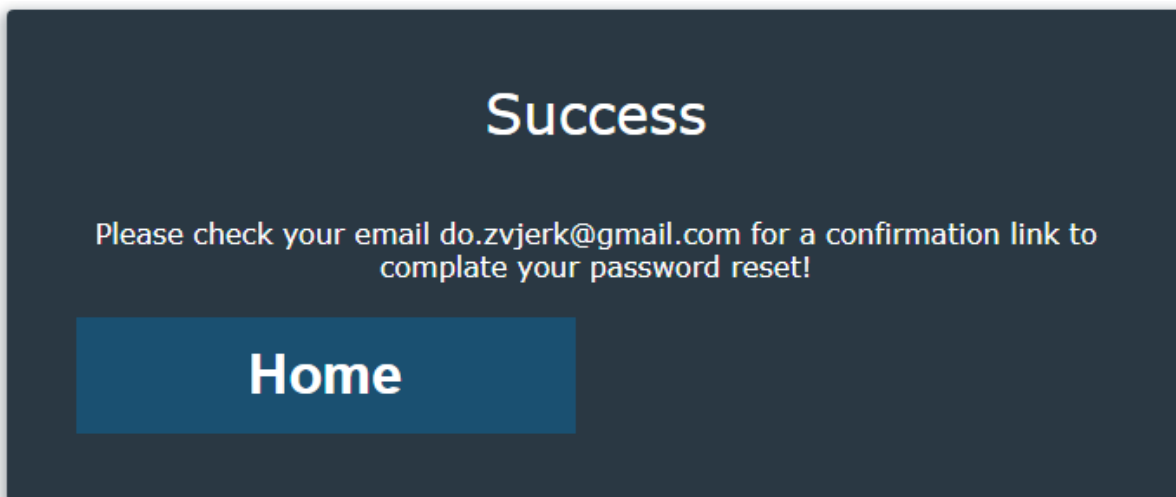 Success
Please check your email do.zvjerk@gmail.com for a confirmation link to
complate your password reset!
Home